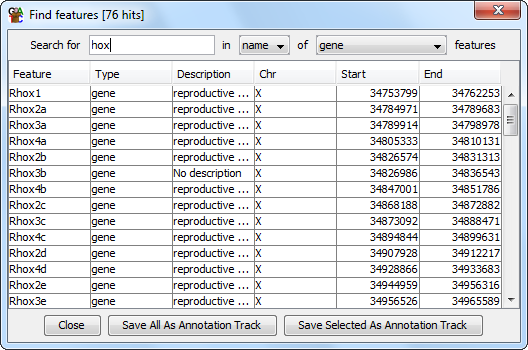 Find features [76 hits]
Search for hox in name of gene features
Feature Type Description Chr Start End
Rhox1 gene reproductive ... X 34753799 34762253
Rhox2a gene reproductive ... X 34784971 34789683
Rhox3a gene reproductive ... X 34789914 34798978
Rhox4a gene reproductive ... X 34805333 34810131
Rhox2b gene reproductive ... X 34826574 34831313
Rhox3b gene No description X 34826986 34836543
Rhox4b gene reproductive ... X 34847001 34851786
Rhox2c gene reproductive ... X 34868188 34872882
Rhox3c gene reproductive ... X 34873092 34888471
Rhox4c gene reproductive ... X 34894844 34899631
Rhox2d gene reproductive ... X 34907928 34912217
Rhox4d gene reproductive ... X 34928866 34933683
Rhox2e gene reproductive ... X 34944959 34956316
Rhox3e gene reproductive ... X 34956526 34965589
Close Save All As Annotation Track Save Selected As Annotation Track